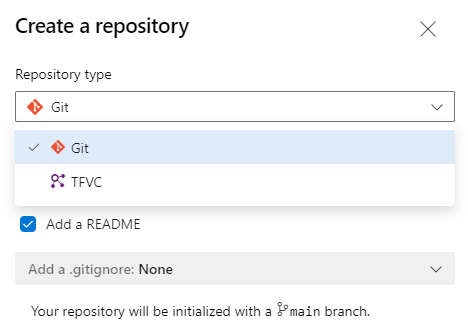 Create a repository
Repository type
Git
Git
TFVC
Add a README
Add a .gitignore: None
Your repository will be initialized with a main branch.